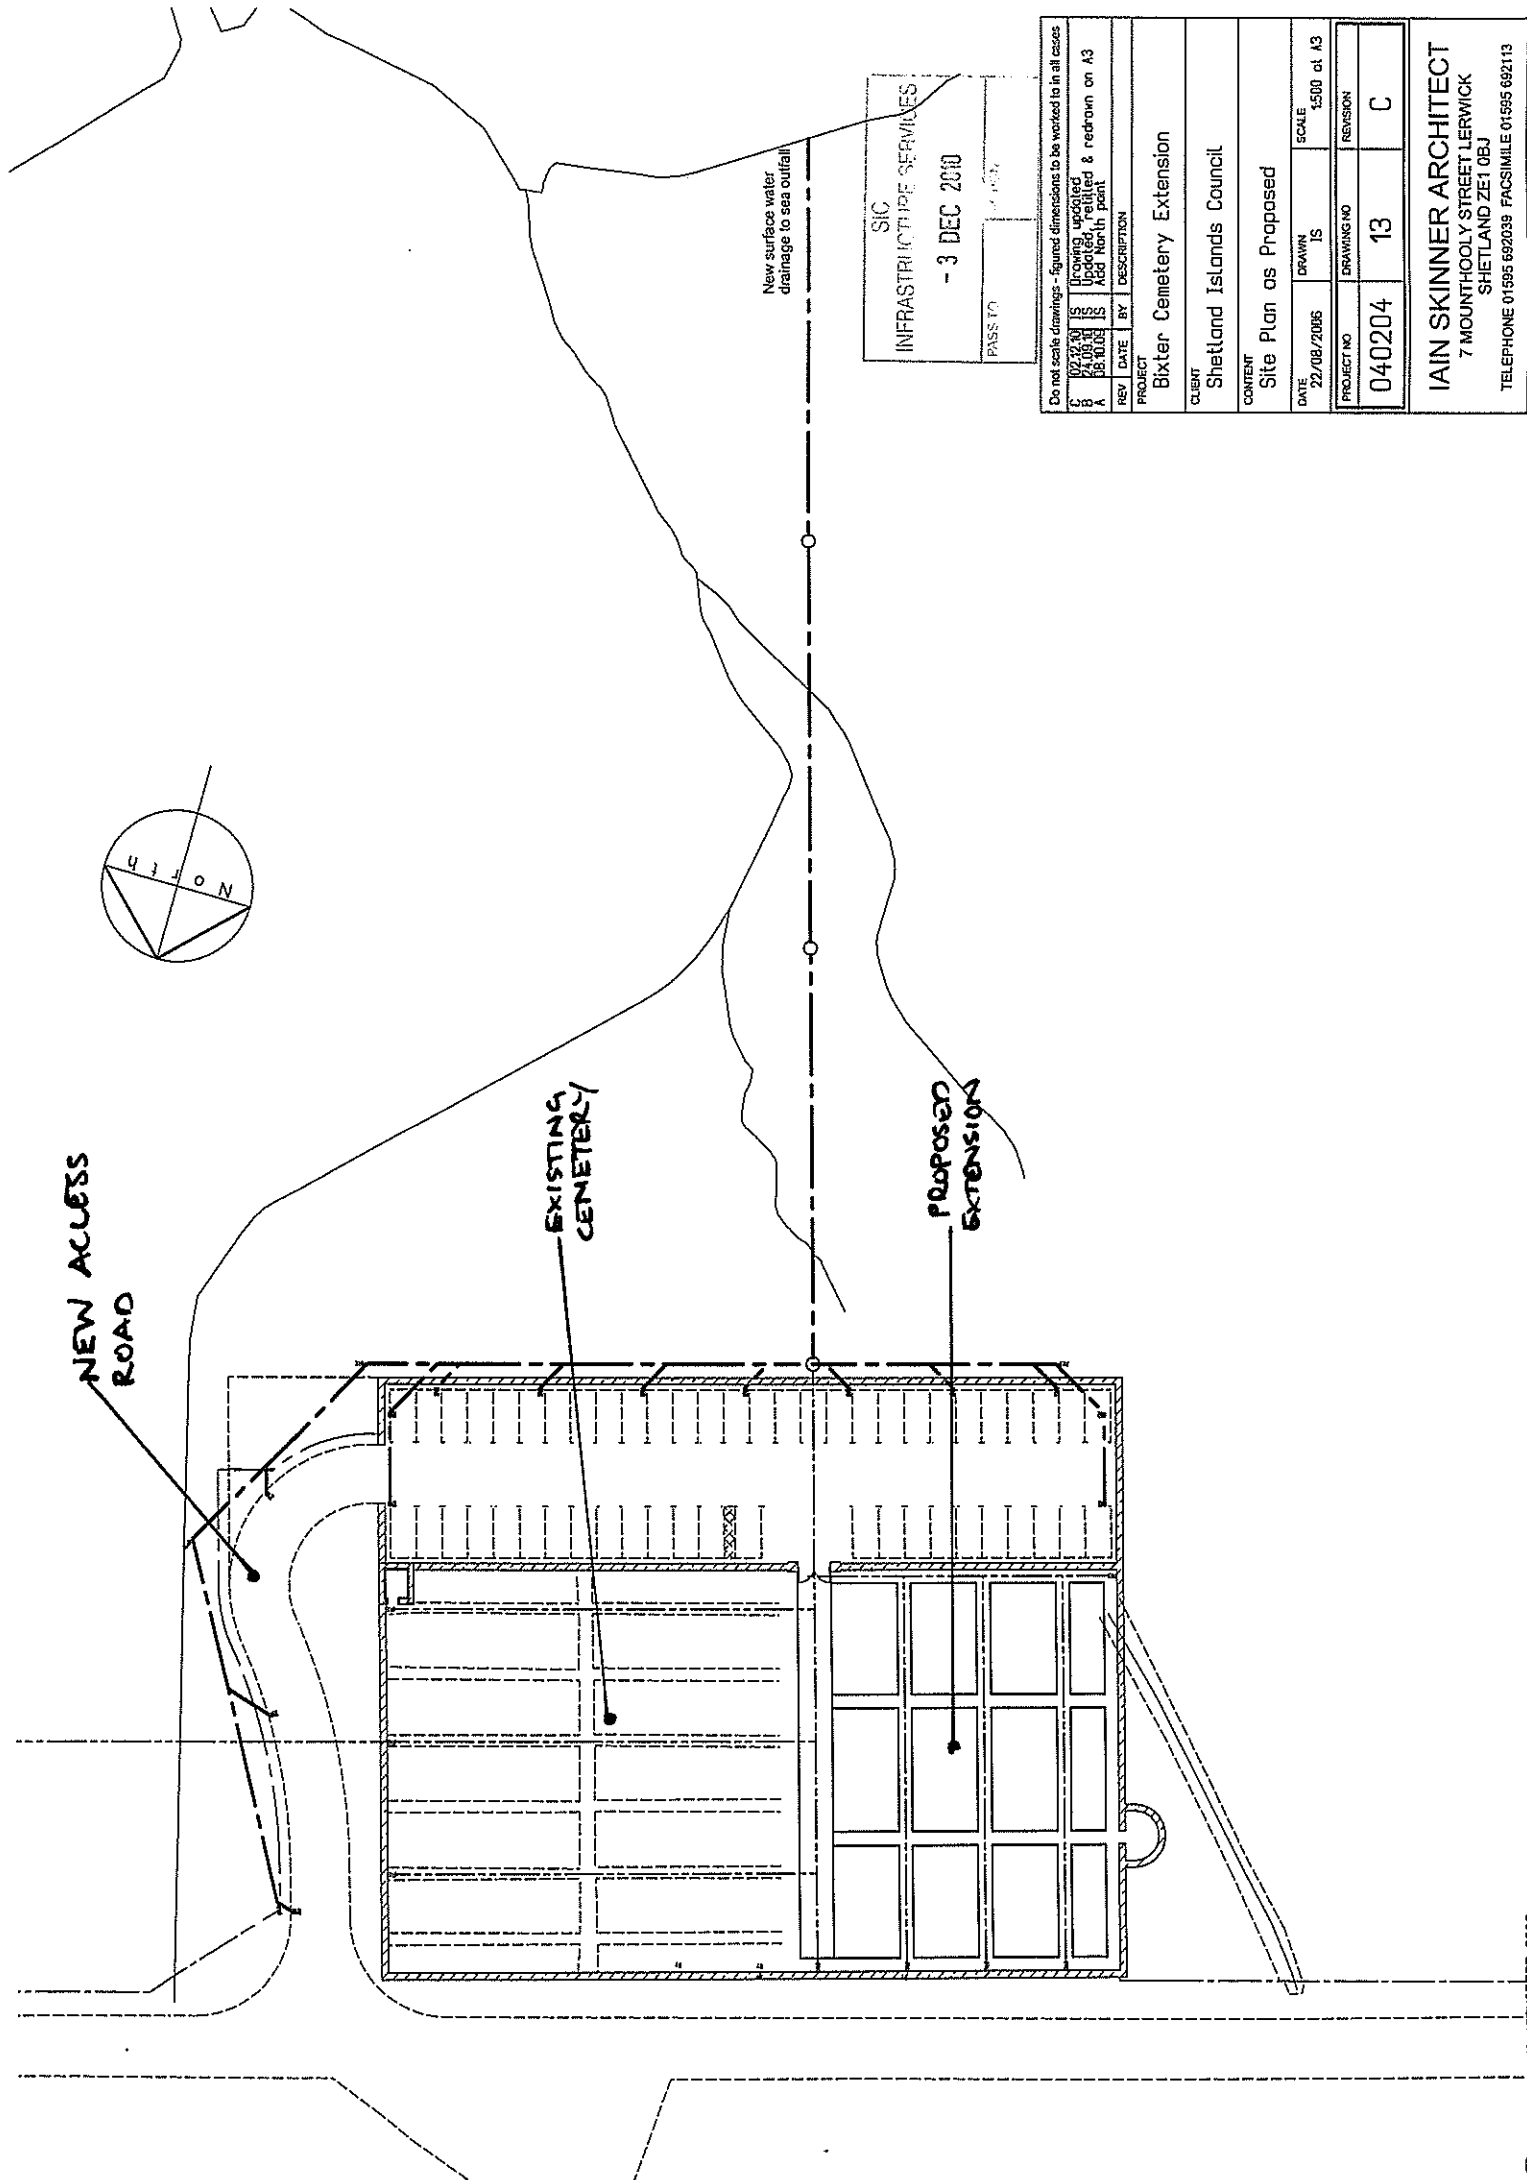 NEW ACCESS
ROAD
EXISTING
CEMETERY
PROPOSED
EXTENSION
North
New surface water
drainage to sea outfall
SIC
INFRASTRUCTURE SERVICES
- 3 DEC 2010
PASS TO
Do not scale drawings - figured dimensions to be worked to in all cases
C 02.12.10 IS Drawing updated
B 24.09.10 IS Updated, retitled & redrawn on A3
A 08.10.09 IS Add North point
REV DATE BY DESCRIPTION
PROJECT
Bixter Cemetery Extension
CLIENT
Shetland Islands Council
CONTENT
Site Plan as Proposed
DATE DRAWN SCALE
22/08/2006 IS 1:500 at A3
PROJECT NO DRAWING NO REVISION
040204 13 C
IAIN SKINNER ARCHITECT
7 MOUNTHOOLY STREET LERWICK
SHETLAND ZE1 0BJ
TELEPHONE 01595 692039 FACSIMILE 01595 692113